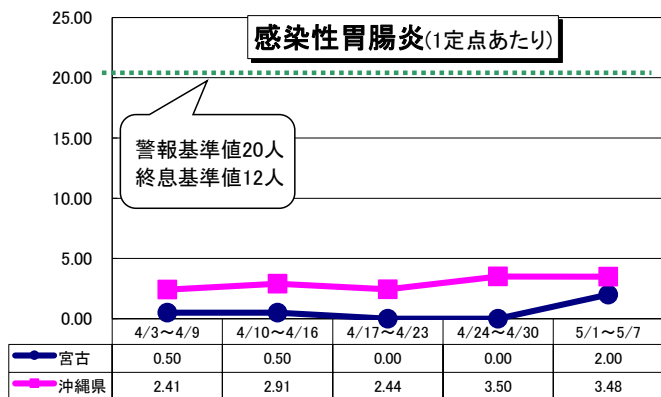 感染性胃腸炎(1定点あたり)
25.00
20.00
15.00
10.00
5.00
0.00
警報基準値20人
終息基準値12人
4/3～4/9 4/10～4/16 4/17～4/23 4/24～4/30 5/1～5/7
宮古 0.50 0.50 0.00 0.00 2.00
沖縄県 2.41 2.91 2.44 3.50 3.48